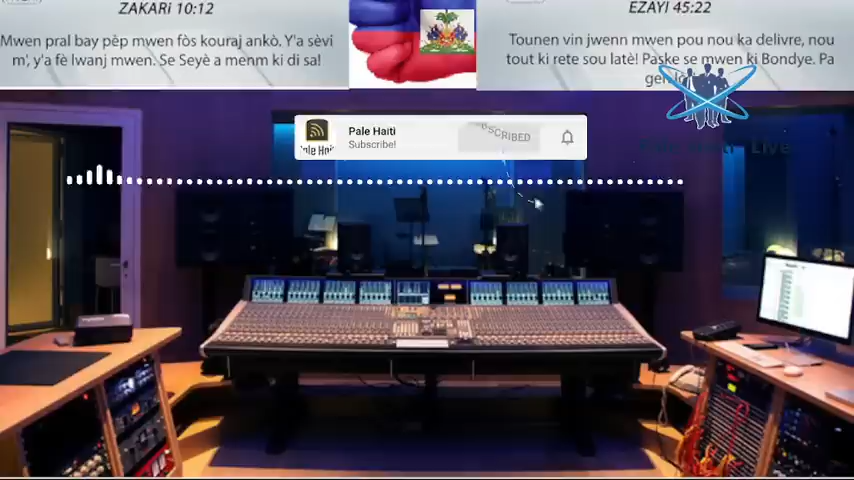 ZAKARi 10:12
Mwen pral bay pèp mwen fòs kouraj ankò. Y'a sèvi
m', y'a fè lwanj mwen. Se Seyè a menm ki di sa!
EZAYI 45:22
Tounen vin jwenn mwen pou nou ka delivre, nou
tout ki rete sou latè! Paske se mwen ki Bondye. Pa
gen
Pale Haiti
Subscribe!
Live